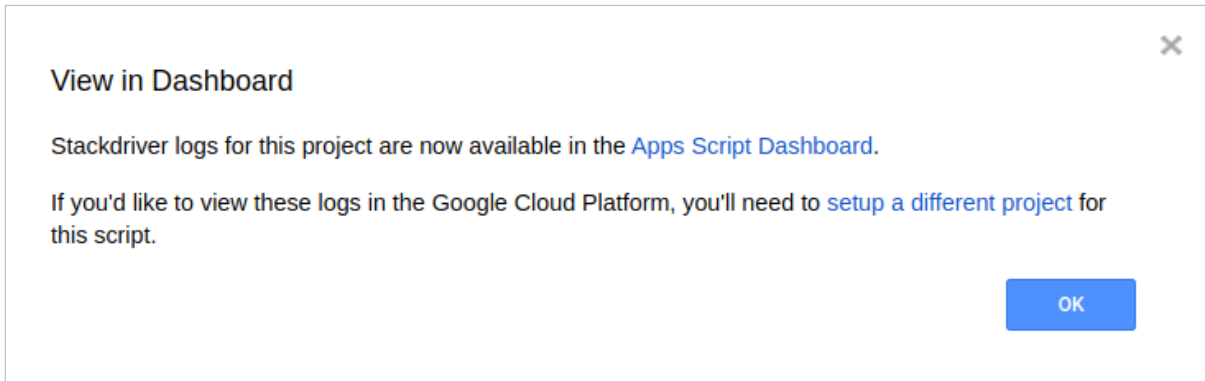 View in Dashboard
Stackdriver logs for this project are now available in the Apps Script Dashboard.
If you'd like to view these logs in the Google Cloud Platform, you'll need to setup a different project for
this script.
OK